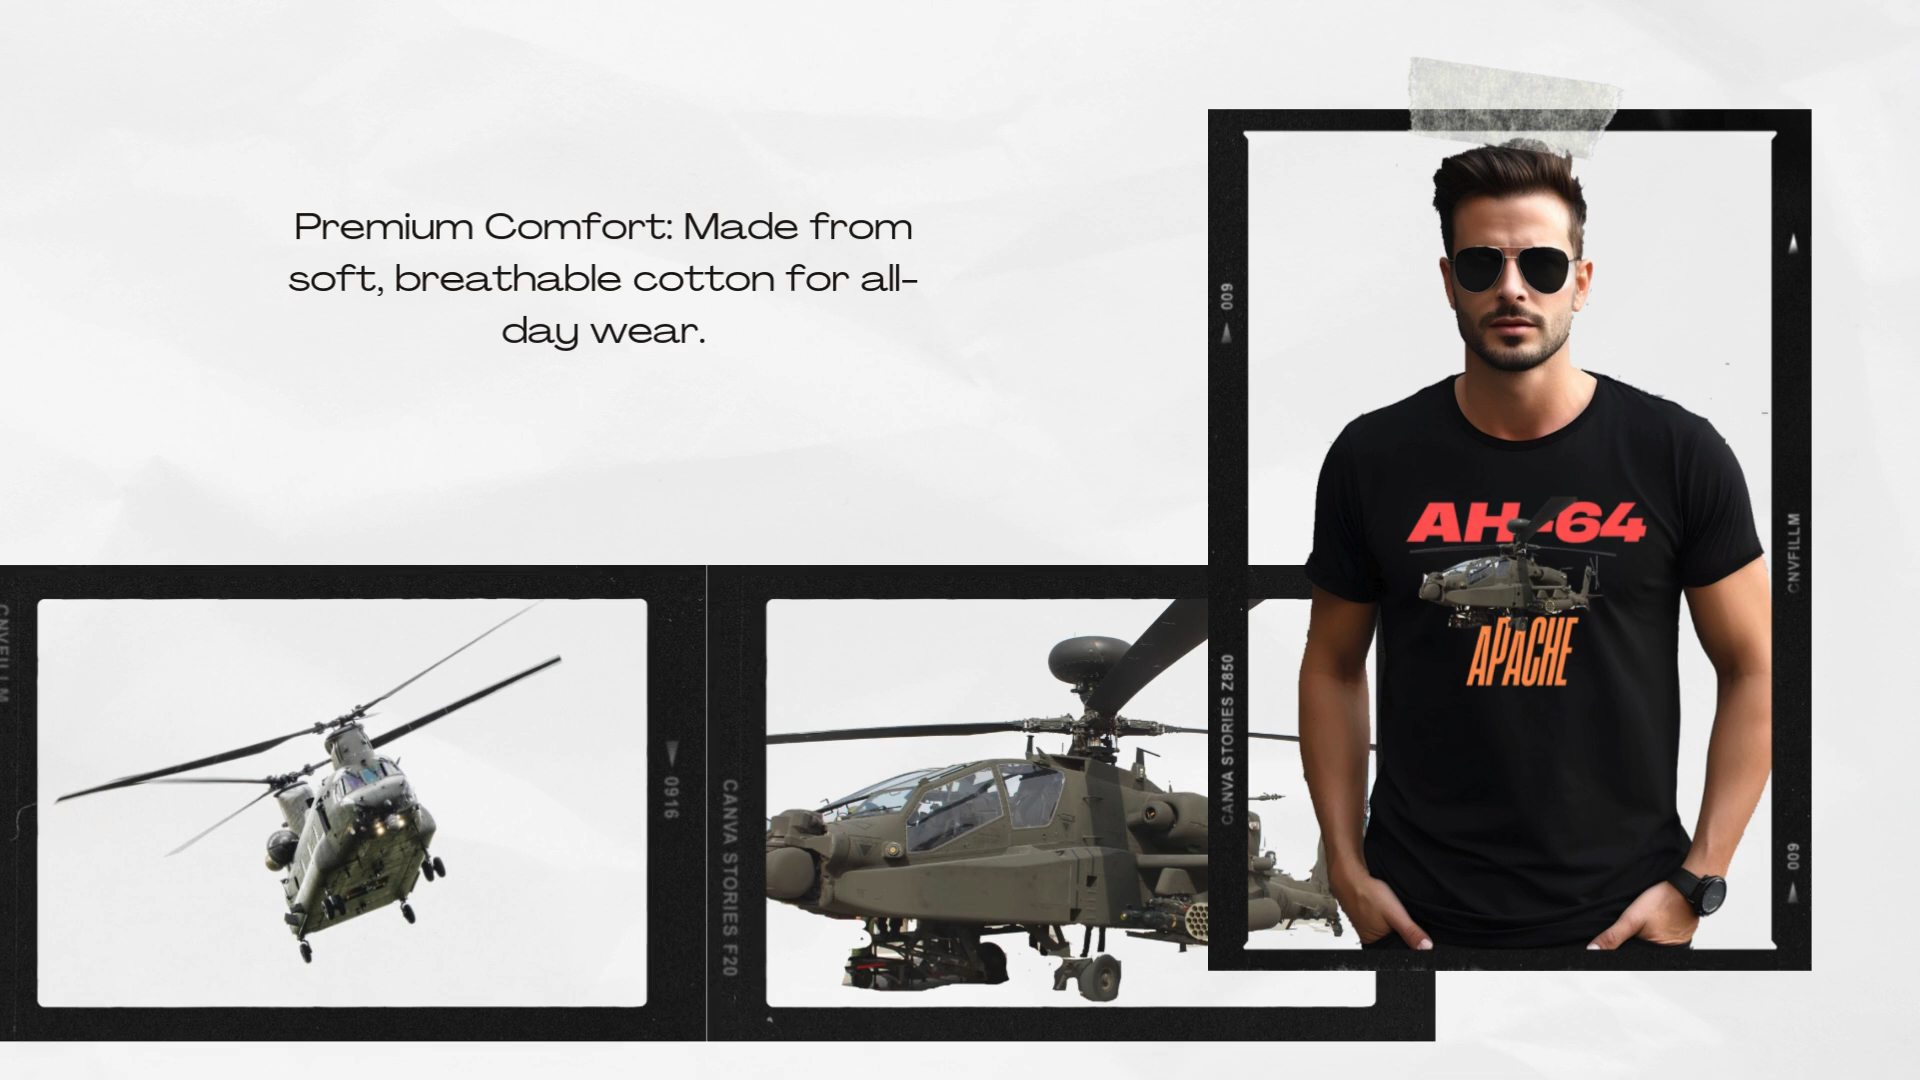 Premium Comfort: Made from
soft, breathable cotton for all-
day wear.
009
CANVA STORIES Z850
AH-64
APACHE
CNVFILLM
009
CNVFILLM
0916
CANVA STORIES F20